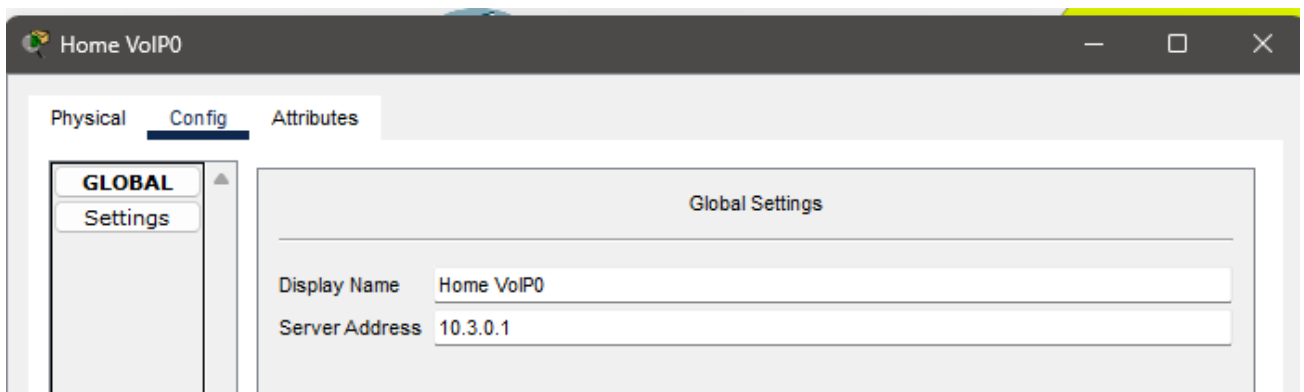 Home VoIP0
Physical Config Attributes
GLOBAL
Settings
Global Settings
Display Name Home VoIP0
Server Address 10.3.0.1